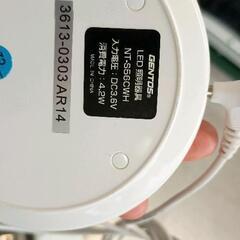 3613-0303AR14
GENTOS®
LED 照明器具
NT-S56CWH
入力電圧：DC3.6V
消費電力：4.2W
MADE IN CHINA